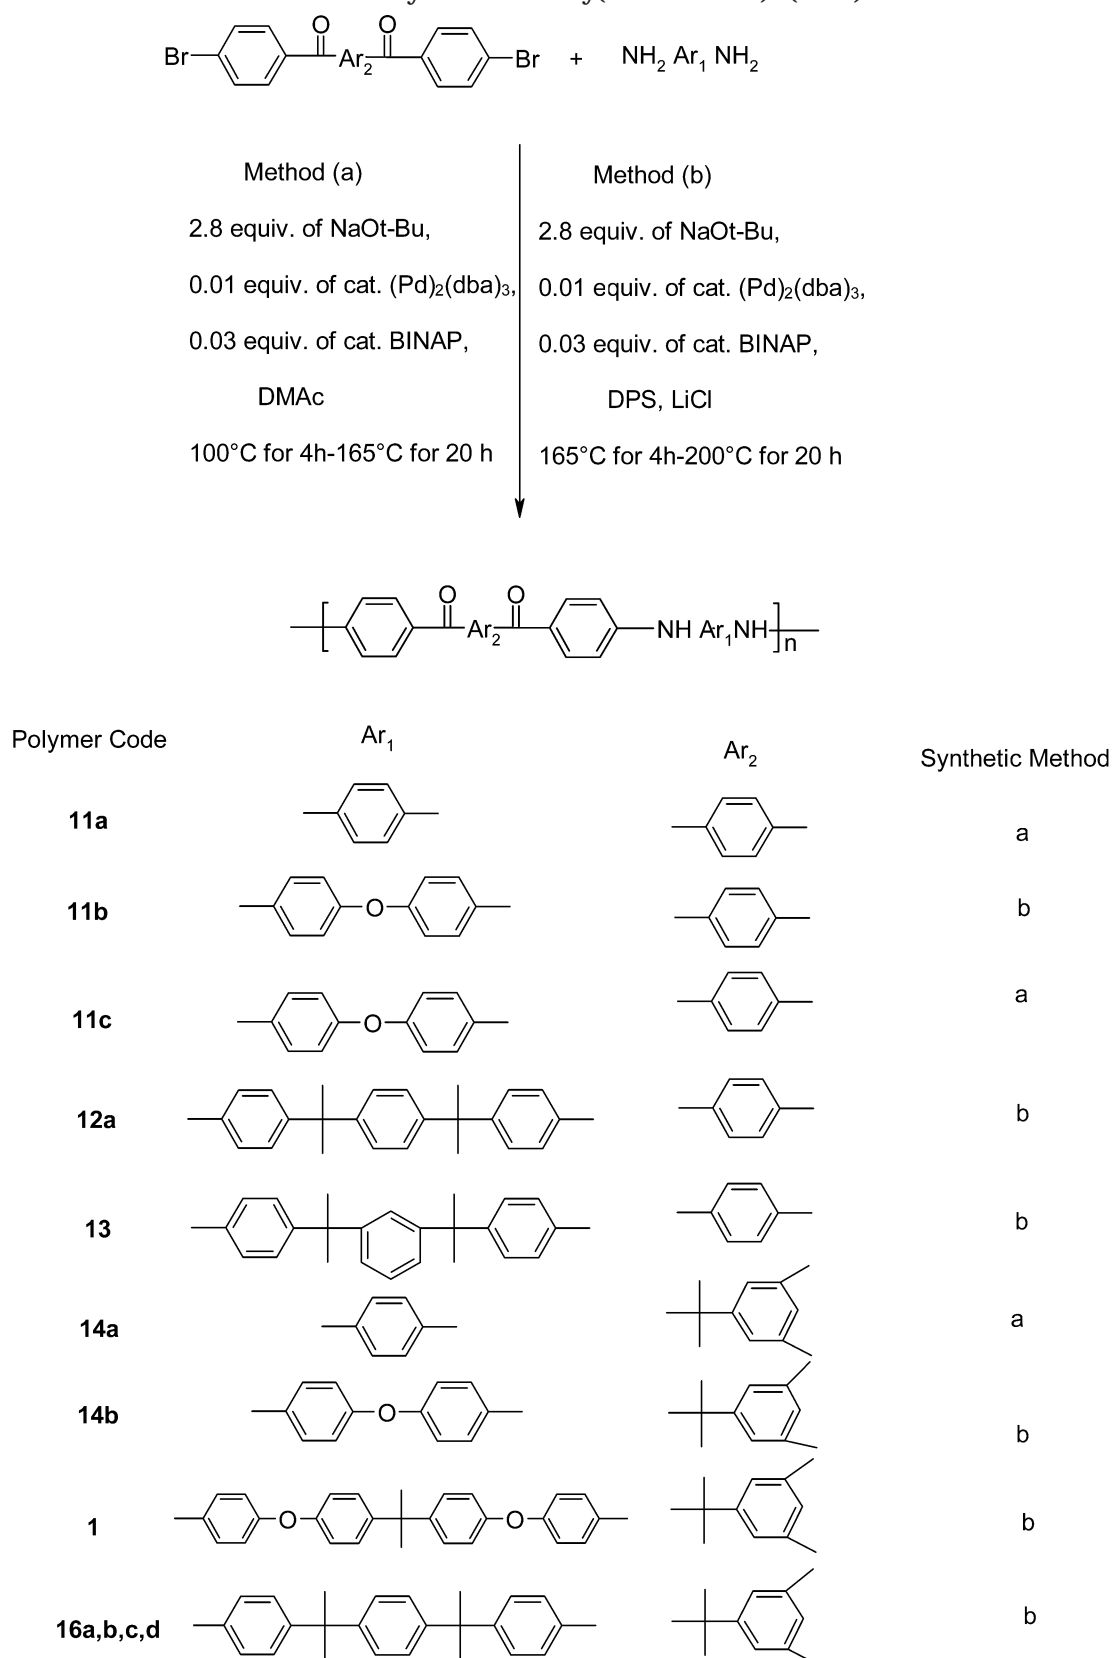 Br O Ar2 O Br + NH2 Ar1 NH2
Method (a)
2.8 equiv. of NaOt-Bu,
0.01 equiv. of cat. (Pd)2(dba)3,
0.03 equiv. of cat. BINAP,
DMAc
100°C for 4h-165°C for 20 h
Method (b)
2.8 equiv. of NaOt-Bu,
0.01 equiv. of cat. (Pd)2(dba)3,
0.03 equiv. of cat. BINAP,
DPS, LiCl
165°C for 4h-200°C for 20 h
O Ar2 O NH Ar1NH n
Polymer Code Ar1 Ar2 Synthetic Method
11a a
11b O b
11c O a
12a b
13 b
14a a
14b O b
1 O O b
16a,b,c,d b